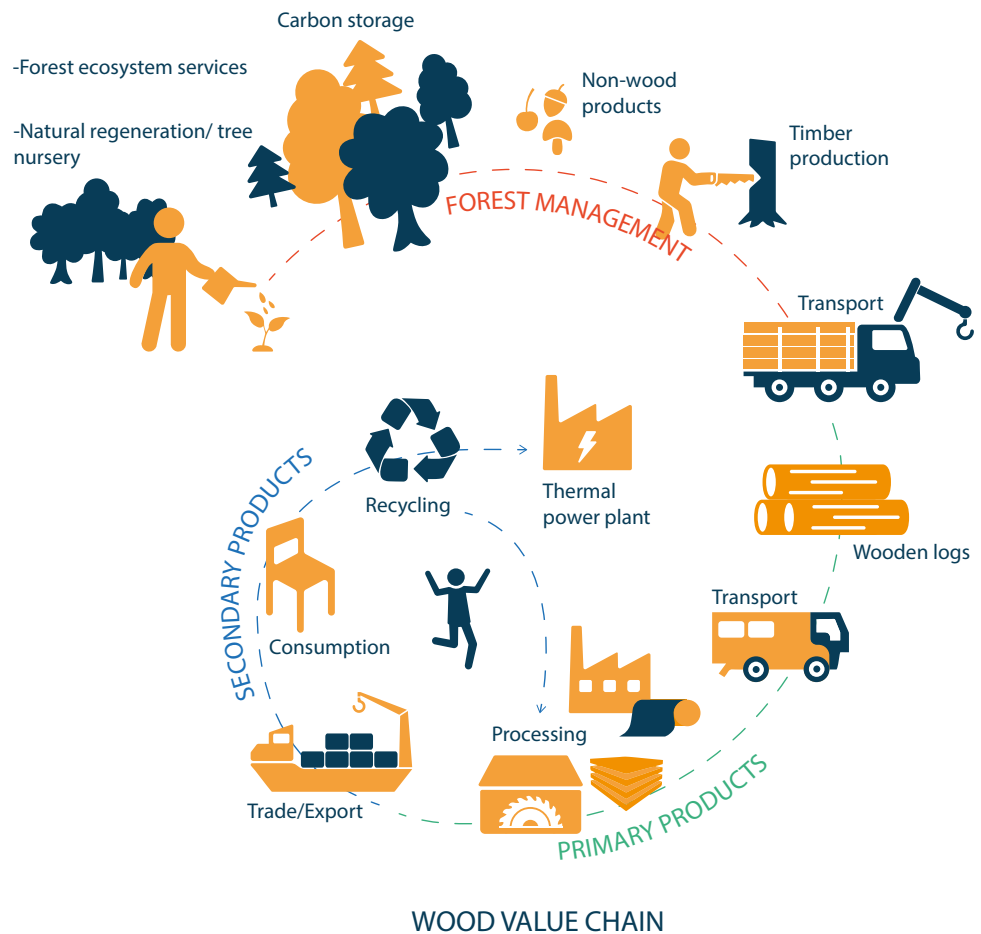 Carbon storage
-Forest ecosystem services
-Natural regeneration/ tree
nursery
Non-wood
products
Timber
production
FOREST MANAGEMENT
Transport
Wooden logs
Transport
PRIMARY PRODUCTS
Processing
Trade/Export
Consumption
SECONDARY PRODUCTS
Recycling
Thermal
power plant
WOOD VALUE CHAIN